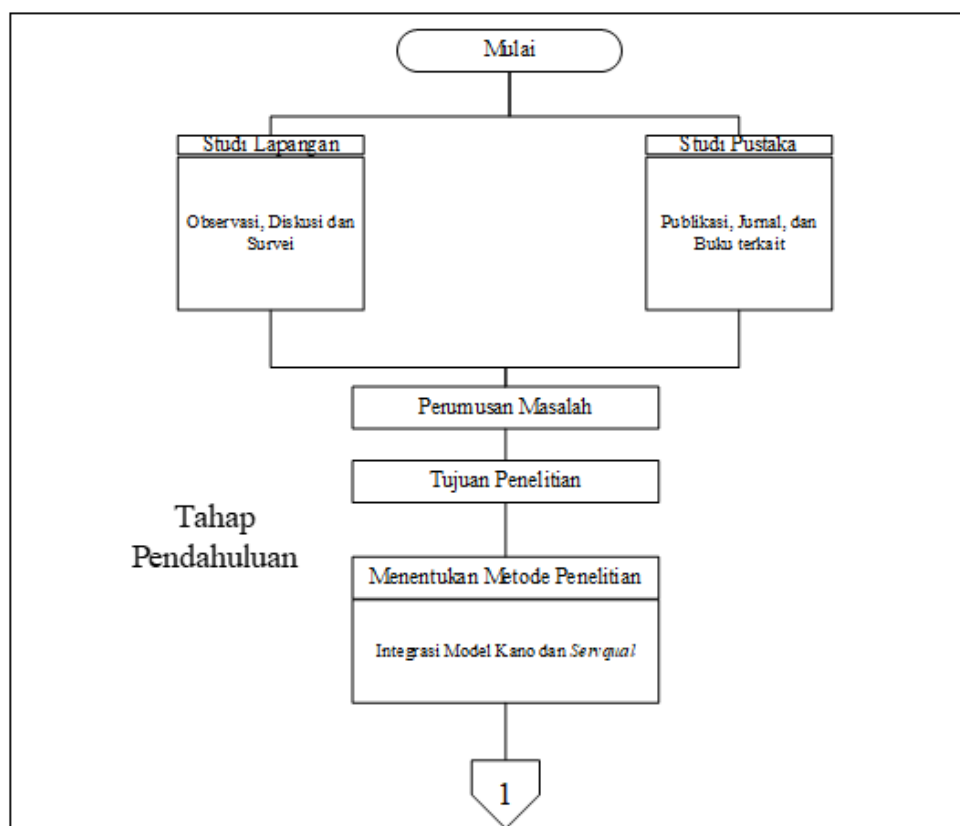 Mulai
Studi Lapangan
Studi Pustaka
Observasi, Diskusi dan
Survei
Publikasi, Jurnal, dan
Buku terkait
Perumusan Masalah
Tujuan Penelitian
Tahap
Pendahuluan
Menentukan Metode Penelitian
Integrasi Model Kano dan Servqual
1